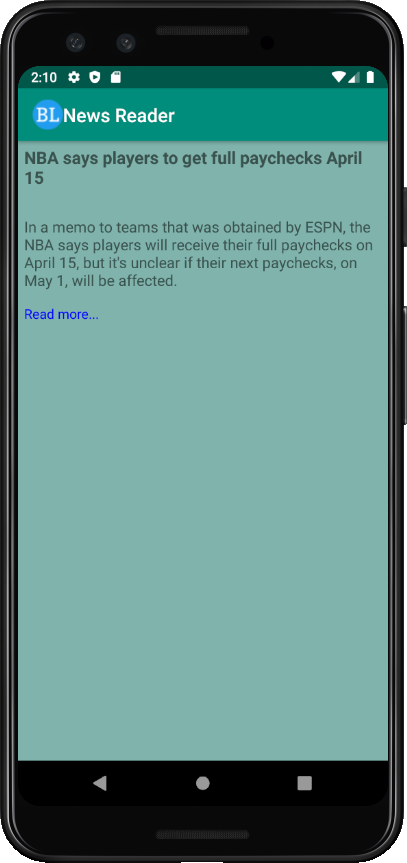 2:10
BL News Reader
NBA says players to get full paychecks April
15
In a memo to teams that was obtained by ESPN, the
NBA says players will receive their full paychecks on
April 15, but it's unclear if their next paychecks, on
May 1, will be affected.
Read more...